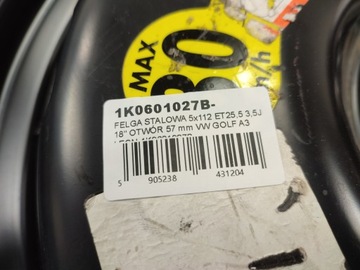 MAX
80
km/h
1K0601027B-
FELGA STALOWA 5x112 ET25,5 3,5J
18" OTWÓR 57 mm VW GOLF A3
5 905238 431204